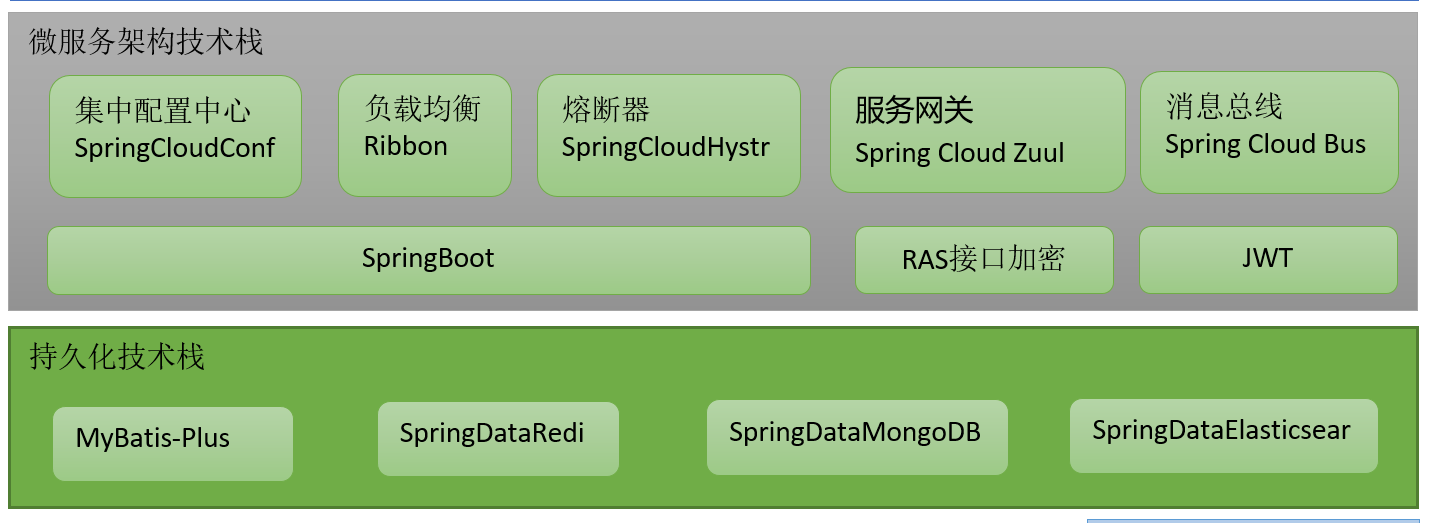 微服务架构技术栈
集中配置中心
SpringCloudConf
负载均衡
Ribbon
熔断器
SpringCloudHystr
服务网关
Spring Cloud Zuul
消息总线
Spring Cloud Bus
SpringBoot
RAS接口加密
JWT
持久化技术栈
MyBatis-Plus
SpringDataRedi
SpringDataMongoDB
SpringDataElasticsear